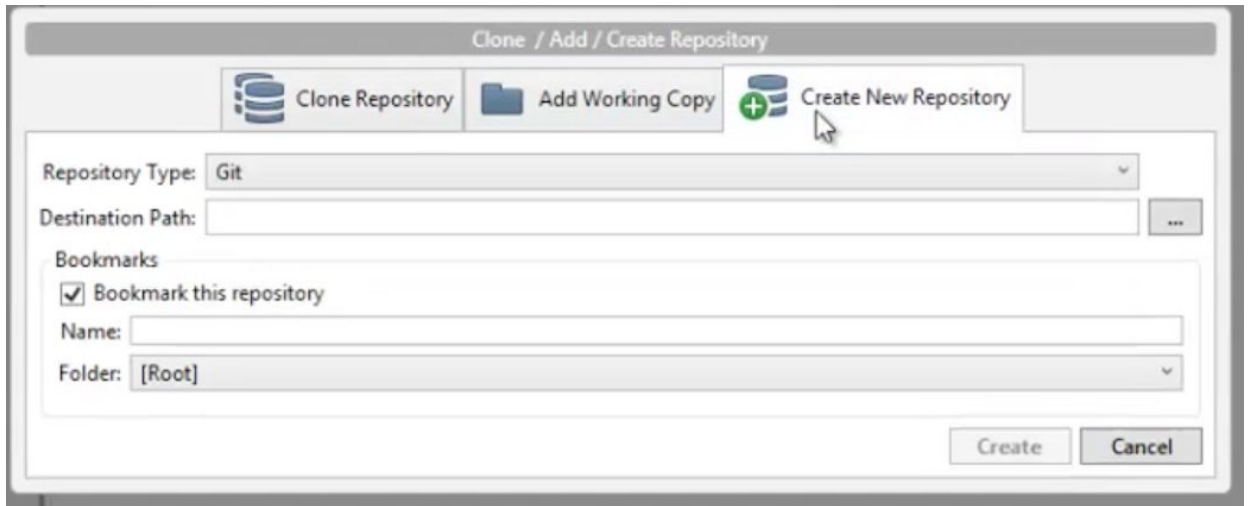 Clone / Add / Create Repository
Clone Repository Add Working Copy Create New Repository
Repository Type: Git
Destination Path: ...
Bookmarks
Bookmark this repository
Name:
Folder: [Root]
Create Cancel